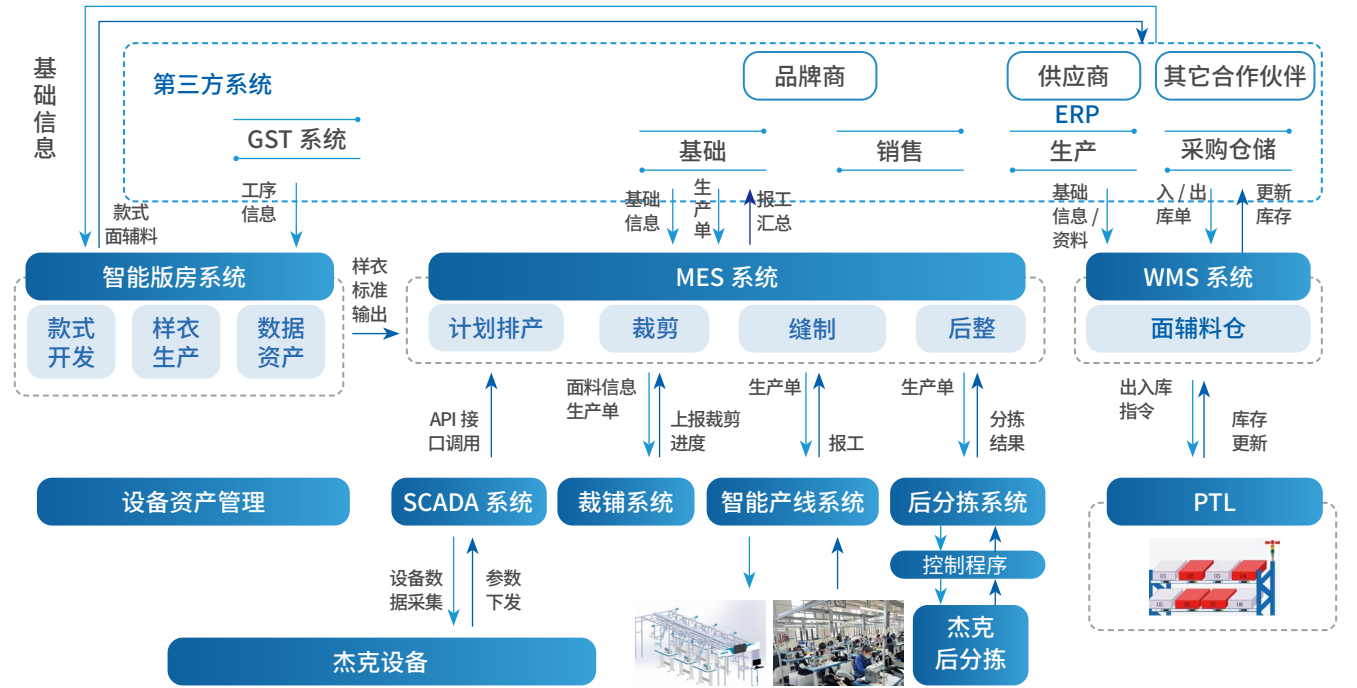 基础信息
第三方系统
品牌商
供应商
其它合作伙伴
ERP
GST 系统
基础
销售
生产
采购仓储
款式
面辅料
工序
信息
基础
信息
生产单
报工
汇总
基础
信息 /
资料
入 / 出
库单
更新
库存
智能版房系统
款式
开发
样衣
生产
数据
资产
样衣
标准
输出
MES 系统
计划排产
裁剪
缝制
后整
WMS 系统
面辅料仓
API 接
口调用
面料信息
生产单
上报裁剪
进度
生产单
报工
生产单
分拣
结果
出入库
指令
库存
更新
设备资产管理
SCADA 系统
裁铺系统
智能产线系统
后分拣系统
PTL
控制程序
设备数
据采集
参数
下发
杰克设备
杰克
后分拣
01
03
04
05
06
07
08